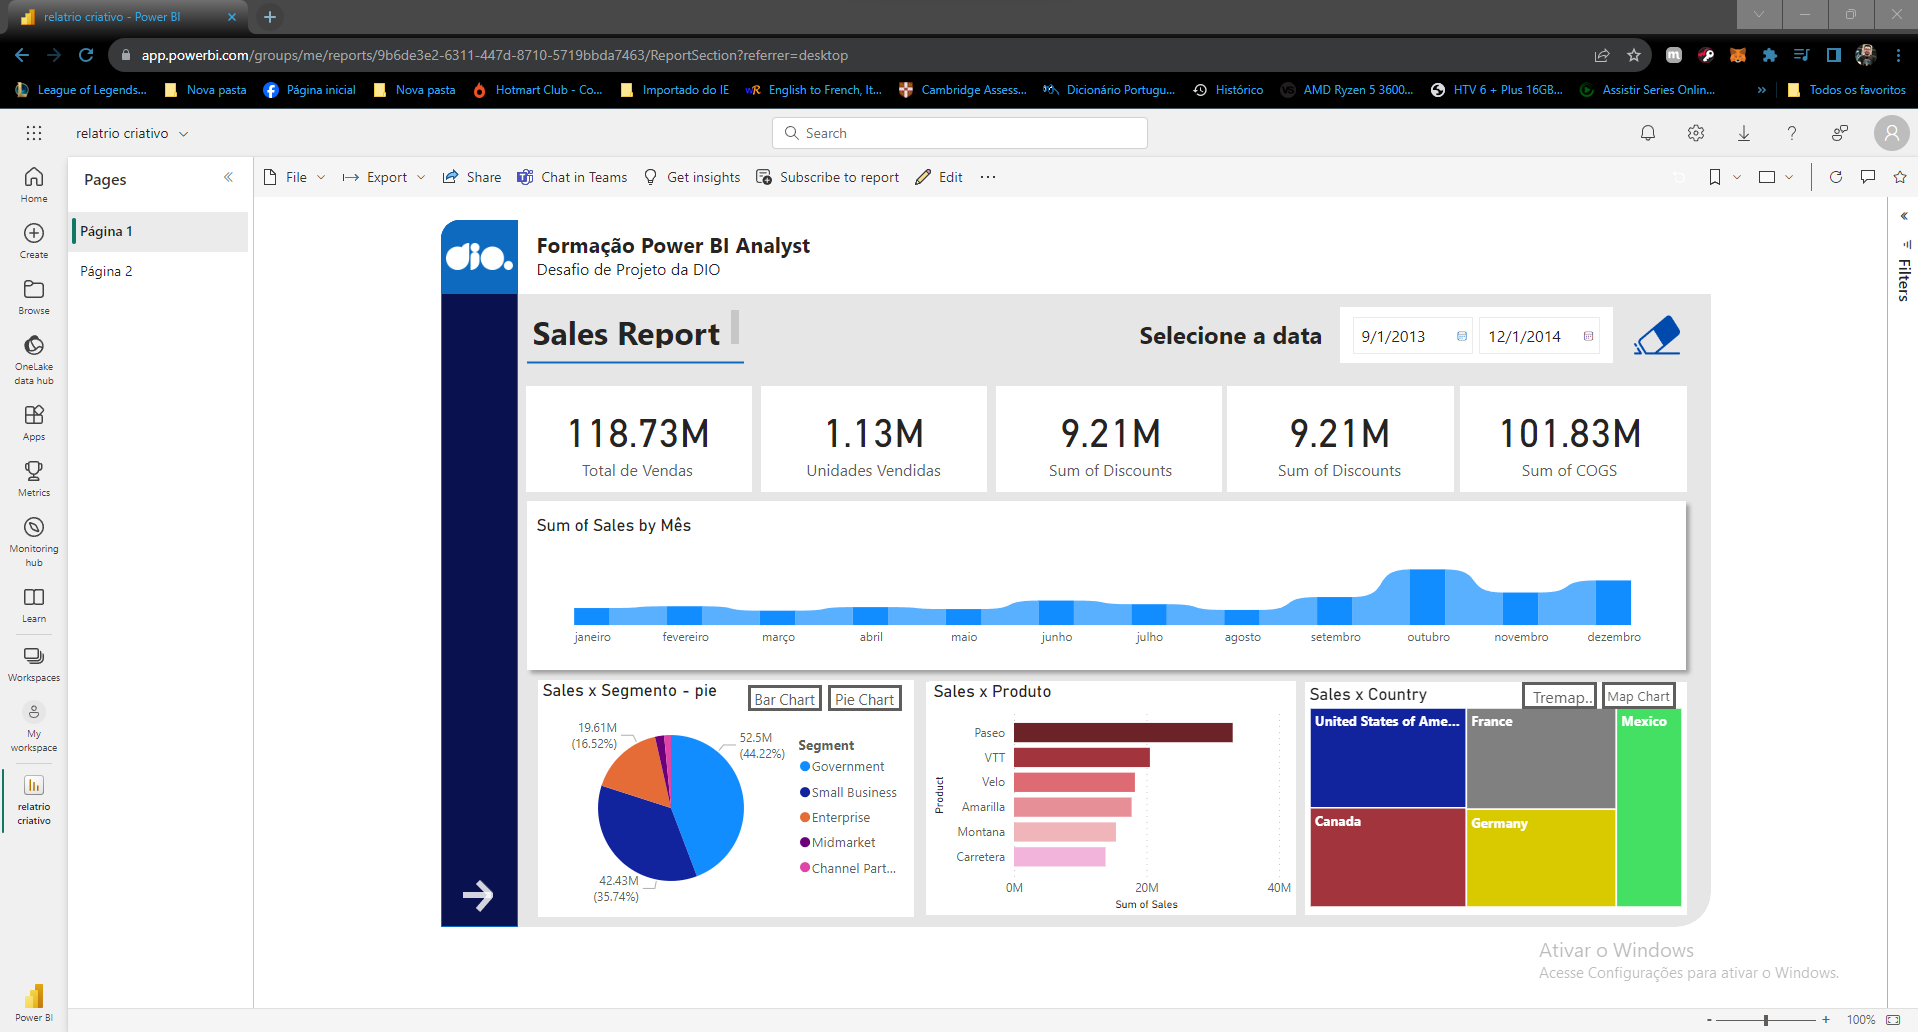 relatrio criativo - Power BI
app.powerbi.com/groups/me/reports/9b6de3e2-6311-447d-8710-5719bbda7463/ReportSection?referrer=desktop
League of Legends... Nova pasta Página inicial Nova pasta Hotmart Club - Co... Importado do IE English to French, It... Cambridge Assess... Dicionário Portugu... Histórico AMD Ryzen 5 3600... HTV 6 + Plus 16GB... Assistir Series Onlin... » Todos os favoritos
relatrio criativo
Search
Home
Create
Browse
OneLake
data hub
Apps
Metrics
Monitoring
hub
Learn
Workspaces
My
workspace
relatrio
criativo
Power BI
Pages
Página 1
Página 2
File Export Share Chat in Teams Get insights Subscribe to report Edit ...
Filters
dio.
Formação Power BI Analyst
Desafio de Projeto da DIO
Sales Report
Selecione a data
9/1/2013 12/1/2014
118.73M
Total de Vendas
1.13M
Unidades Vendidas
9.21M
Sum of Discounts
9.21M
Sum of Discounts
101.83M
Sum of COGS
Sum of Sales by Mês
janeiro fevereiro março abril maio junho julho agosto setembro outubro novembro dezembro
Sales x Segmento - pie
Bar Chart Pie Chart
19.61M
(16.52%)
52.5M
(44.22%)
42.43M
(35.74%)
Segment
Government
Small Business
Enterprise
Midmarket
Channel Part...
Sales x Produto
Product
Paseo
VTT
Velo
Amarilla
Montana
Carretera
0M 20M 40M
Sum of Sales
Sales x Country
Tremap.. Map Chart
United States of Ame... France Mexico
Canada Germany
Ativar o Windows
Acesse Configurações para ativar o Windows.
- + 100%